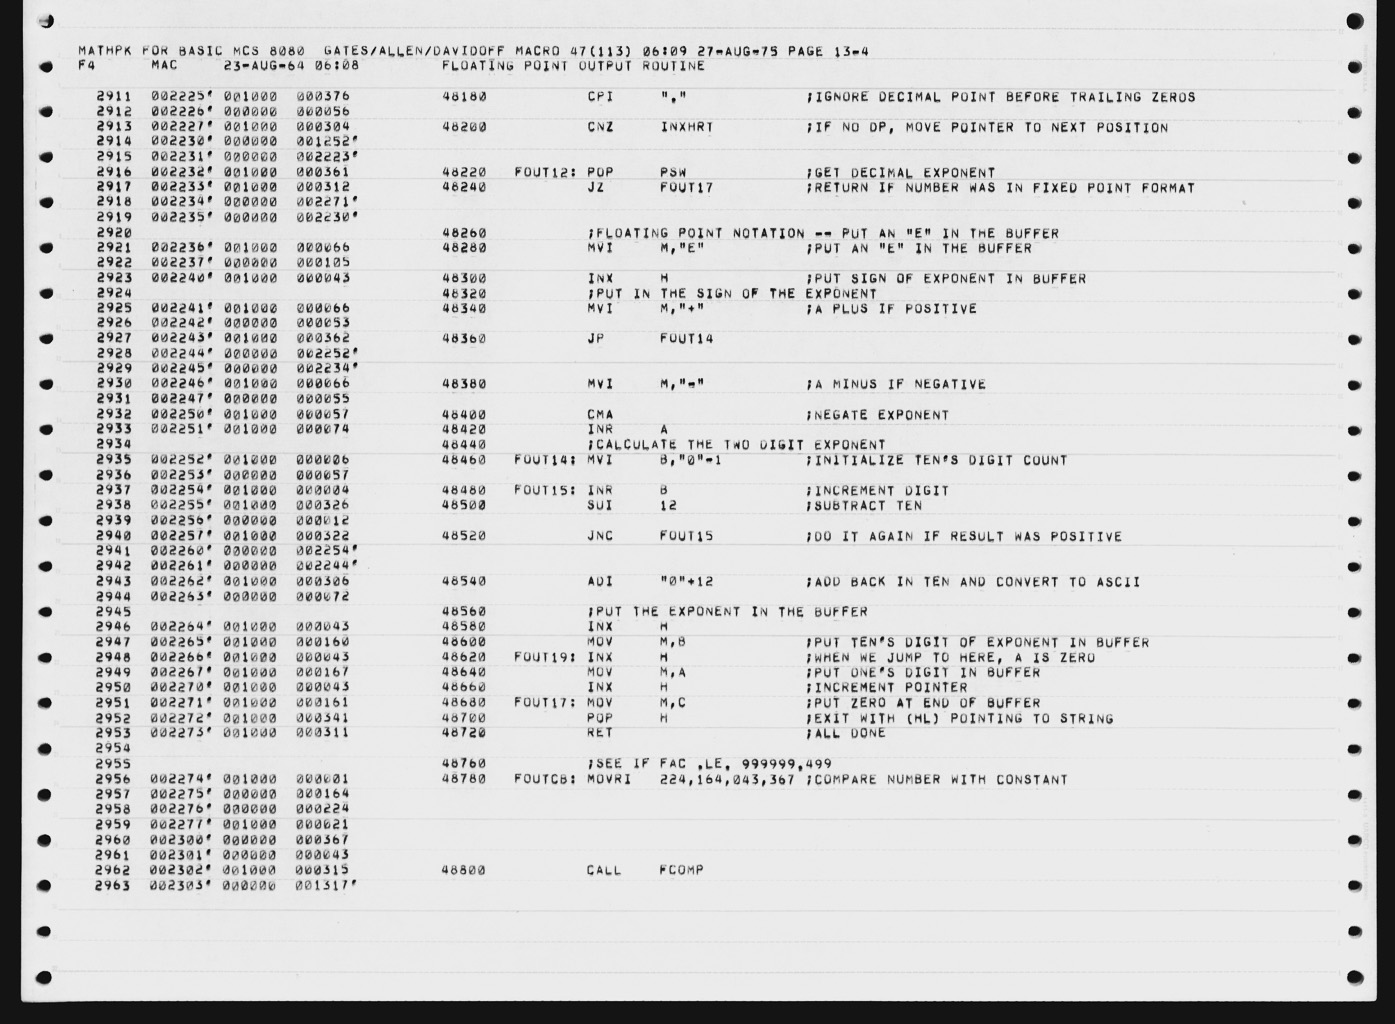 MATHPK FOR BASIC MCS 8080  GATES/ALLEN/DAVIDOFF MACRO 47(113) 06:09 27-AUG-75 PAGE 13-4
F4      MAC     23-AUG-64 06:08         FLOATING POINT OUTPUT ROUTINE
2911  002225' 001000  000376  48180  CPI  "."  ;IGNORE DECIMAL POINT BEFORE TRAILING ZEROS
2912  002226' 000000  000056
2913  002227' 001000  000304  48200  CNZ  INXHRT  ;IF NO DP, MOVE POINTER TO NEXT POSITION
2914  002230' 000000  001252'
2915  002231' 000000  002223'
2916  002232' 001000  000361  48220  FOUT12: POP  PSW  ;GET DECIMAL EXPONENT
2917  002233' 001000  000312  48240  JZ  FOUT17  ;RETURN IF NUMBER WAS IN FIXED POINT FORMAT
2918  002234' 000000  002271'
2919  002235' 000000  002230'
2920  48260  ;FLOATING POINT NOTATION -- PUT AN "E" IN THE BUFFER
2921  002236' 001000  000066  48280  MVI  M,"E"  ;PUT AN "E" IN THE BUFFER
2922  002237' 000000  000105
2923  002240' 001000  000043  48300  INX  H  ;PUT SIGN OF EXPONENT IN BUFFER
2924  48320  ;PUT IN THE SIGN OF THE EXPONENT
2925  002241' 001000  000066  48340  MVI  M,"+"  ;A PLUS IF POSITIVE
2926  002242' 000000  000053
2927  002243' 001000  000362  48360  JP  FOUT14
2928  002244' 000000  002252'
2929  002245' 000000  002234'
2930  002246' 001000  000066  48380  MVI  M,"-"  ;A MINUS IF NEGATIVE
2931  002247' 000000  000055
2932  002250' 001000  000057  48400  CMA  ;NEGATE EXPONENT
2933  002251' 001000  000074  48420  INR  A
2934  48440  ;CALCULATE THE TWO DIGIT EXPONENT
2935  002252' 001000  000006  48460  FOUT14: MVI  B,"0"-1  ;INITIALIZE TEN'S DIGIT COUNT
2936  002253' 000000  000057
2937  002254' 001000  000004  48480  FOUT15: INR  B  ;INCREMENT DIGIT
2938  002255' 001000  000326  48500  SUI  12  ;SUBTRACT TEN
2939  002256' 000000  000012
2940  002257' 001000  000322  48520  JNC  FOUT15  ;DO IT AGAIN IF RESULT WAS POSITIVE
2941  002260' 000000  002254'
2942  002261' 000000  002244'
2943  002262' 001000  000306  48540  ADI  "0"+12  ;ADD BACK IN TEN AND CONVERT TO ASCII
2944  002263' 000000  000072
2945  48560  ;PUT THE EXPONENT IN THE BUFFER
2946  002264' 001000  000043  48580  INX  H
2947  002265' 001000  000160  48600  MOV  M,B  ;PUT TEN'S DIGIT OF EXPONENT IN BUFFER
2948  002266' 001000  000043  48620  FOUT19: INX  H  ;WHEN WE JUMP TO HERE, A IS ZERO
2949  002267' 001000  000167  48640  MOV  M,A  ;PUT ONE'S DIGIT IN BUFFER
2950  002270' 001000  000043  48660  INX  H  ;INCREMENT POINTER
2951  002271' 001000  000161  48680  FOUT17: MOV  M,C  ;PUT ZERO AT END OF BUFFER
2952  002272' 001000  000341  48700  POP  H  ;EXIT WITH (HL) POINTING TO STRING
2953  002273' 001000  000311  48720  RET  ;ALL DONE
2954
2955  48760  ;SEE IF FAC .LE. 999999.499
2956  002274' 001000  000001  48780  FOUTCB: MOVRI  224,164,043,367 ;COMPARE NUMBER WITH CONSTANT
2957  002275' 000000  000164
2958  002276' 000000  000224
2959  002277' 001000  000021
2960  002300' 000000  000367
2961  002301' 000000  000043
2962  002302' 001000  000315  48800  CALL  FCOMP
2963  002303' 000000  001317'